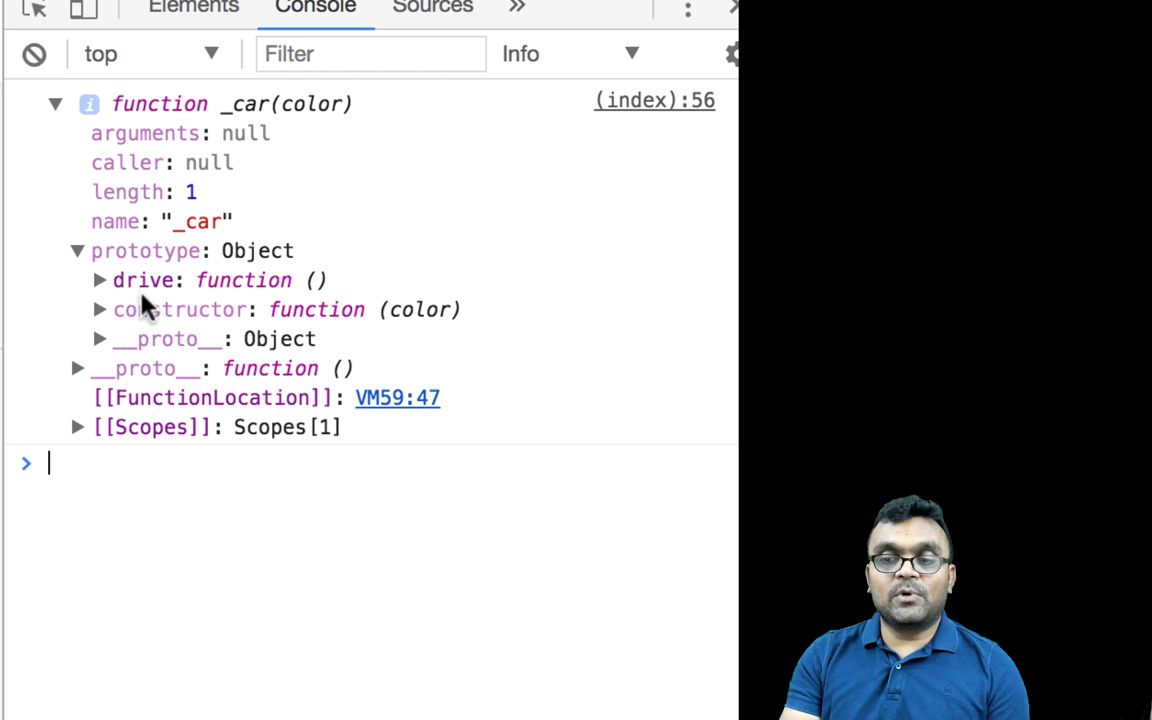 Elements Console Sources »
top Filter Info
function _car(color) (index):56
arguments: null
caller: null
length: 1
name: "_car"
prototype: Object
drive: function ()
constructor: function (color)
__proto__: Object
__proto__: function ()
[[FunctionLocation]]: VM59:47
[[Scopes]]: Scopes[1]
>